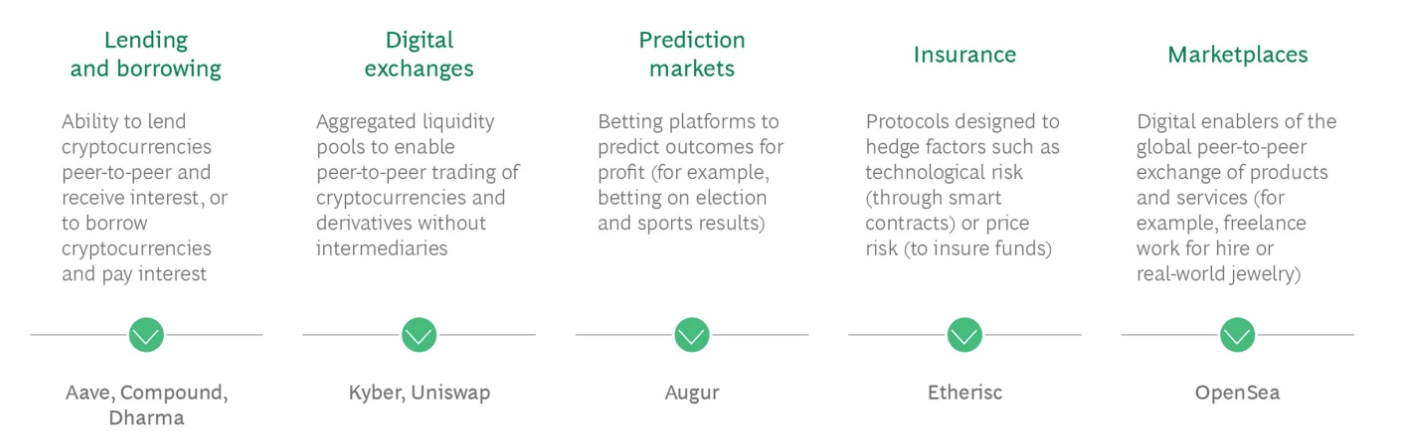 Lending
and borrowing
Ability to lend
cryptocurrencies
peer-to-peer and
receive interest, or
to borrow
cryptocurrencies
and pay interest
Aave, Compound,
Dharma
Digital
exchanges
Aggregated liquidity
pools to enable
peer-to-peer trading of
cryptocurrencies and
derivatives without
intermediaries
Kyber, Uniswap
Prediction
markets
Betting platforms to
predict outcomes for
profit (for example,
betting on election
and sports results)
Augur
Insurance
Protocols designed to
hedge factors such as
technological risk
(through smart
contracts) or price
risk (to insure funds)
Etherisc
Marketplaces
Digital enablers of the
global peer-to-peer
exchange of products
and services (for
example, freelance
work for hire or
real-world jewelry)
OpenSea